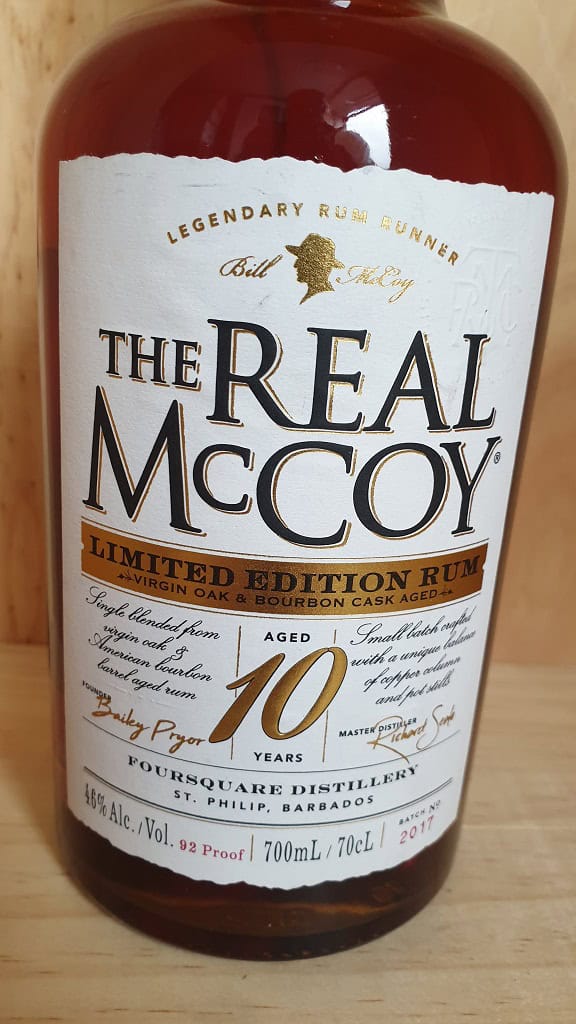 LEGENDARY RUM RUNNER
Bill McCoy
THE REAL
McCOY®
LIMITED EDITION RUM
VIRGIN OAK & BOURBON CASK AGED
Single blended from
virgin oak &
American bourbon
barrel aged rum
FOUNDER
Bailey Pryor
AGED
10
YEARS
Small batch crafted
with a unique balance
of copper column
and pot stills
MASTER DISTILLER
Richard Seale
FOURSQUARE DISTILLERY
ST. PHILIP, BARBADOS
46% Alc. / Vol. 92 Proof
700mL / 70cL
BATCH NO
2017